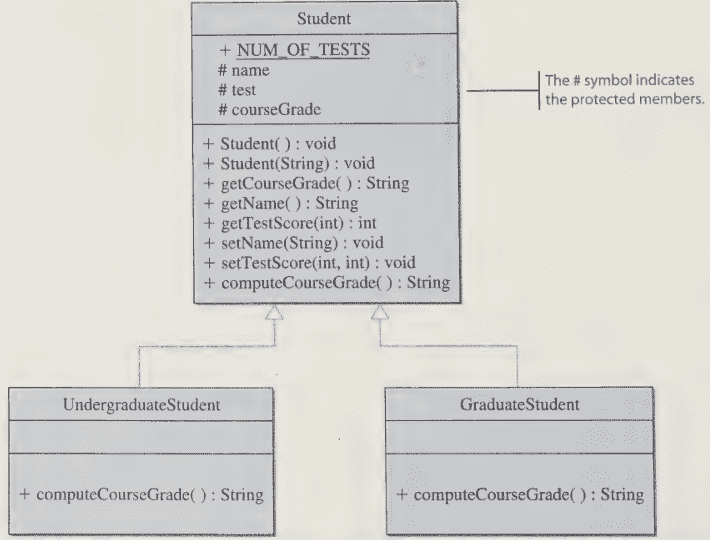 Student
+ NUM_OF_TESTS
# name
# test
# courseGrade
The # symbol indicates
the protected members.
+ Student( ) : void
+ Student(String) : void
+ getCourseGrade( ) : String
+ getName( ) : String
+ getTestScore(int) : int
+ setName(String) : void
+ setTestScore(int, int) : void
+ computeCourseGrade( ) : String
UndergraduateStudent
+ computeCourseGrade( ) : String
GraduateStudent
+ computeCourseGrade( ) : String